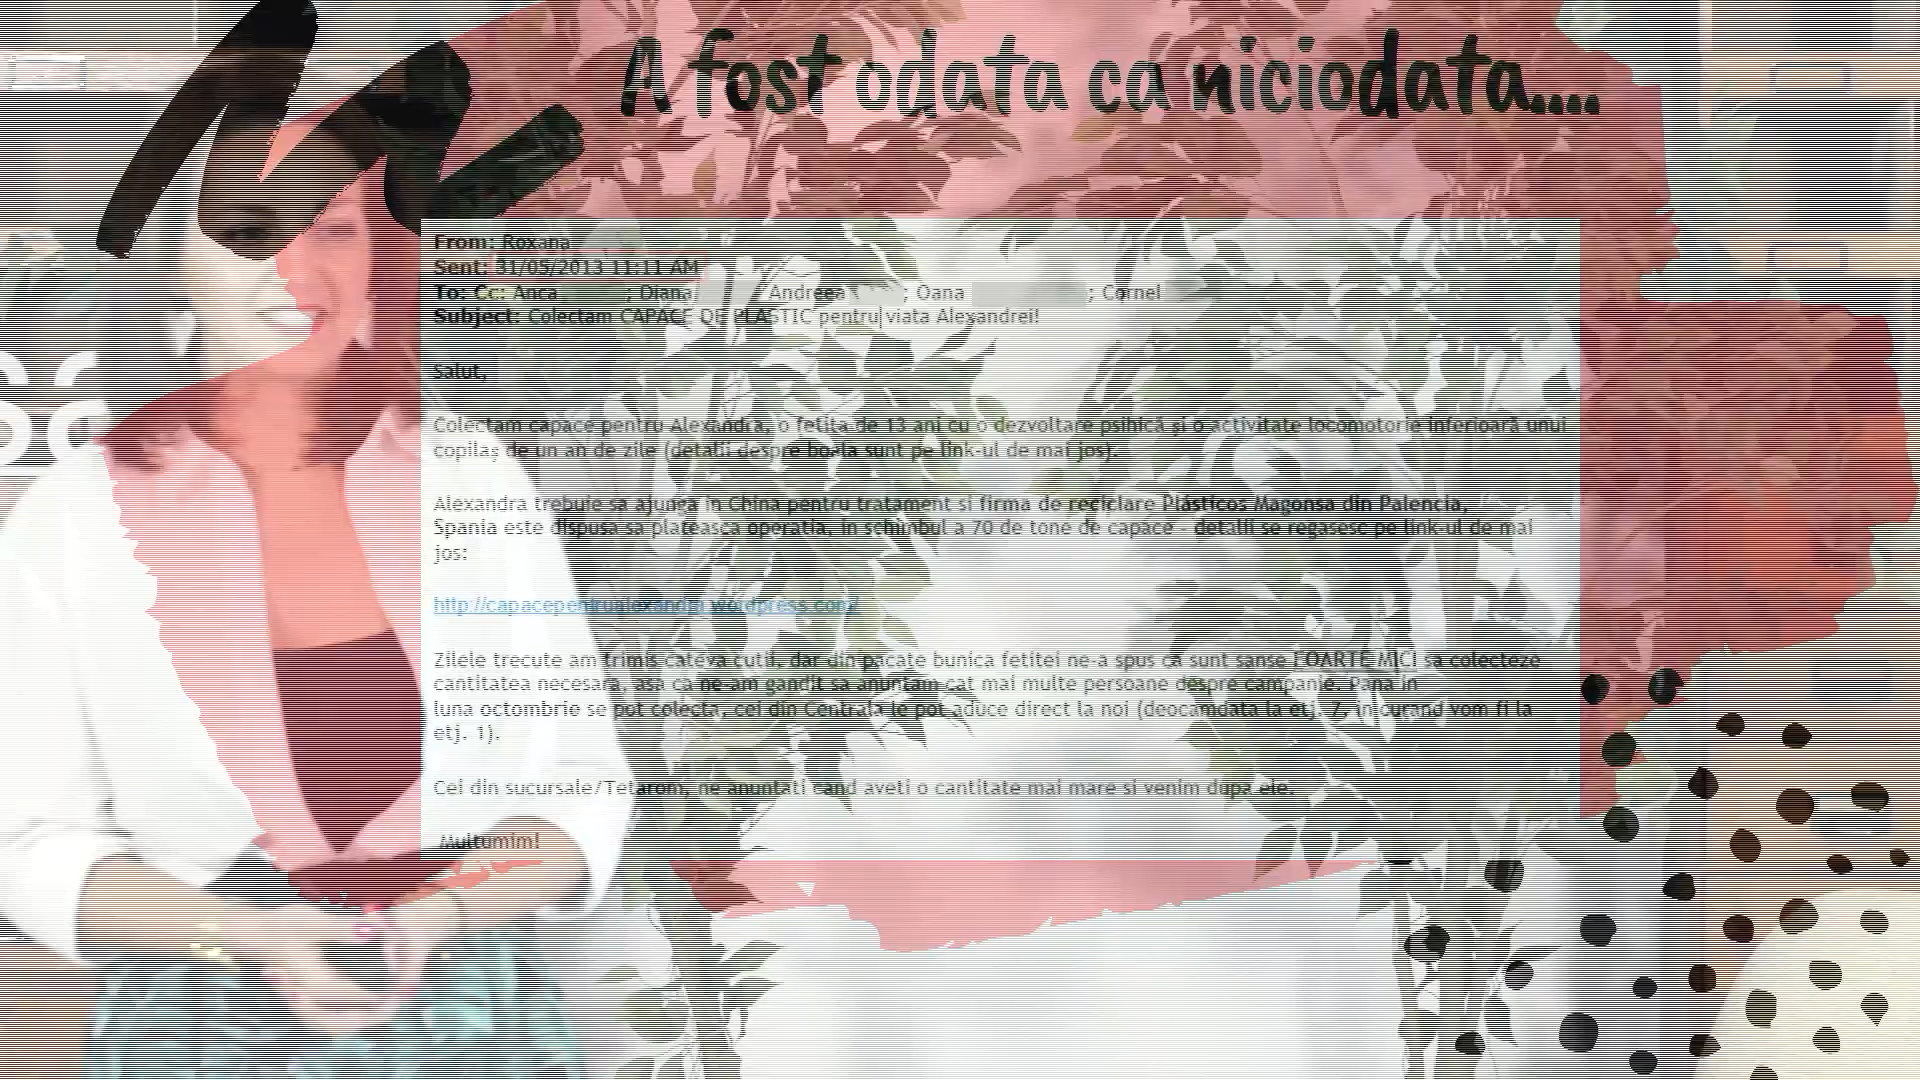 A fost odata ca niciodata....
From: Roxana
Sent: 31/05/2013 11:11 AM
To: Cc: Anca ; Diana Andreea ; Oana ; Cornel
Subject: Colectam CAPACE DE PLASTIC pentru viata Alexandrei!
Salut,
Colectam capace pentru Alexandra, o fetita de 13 ani cu o dezvoltare psihică și o activitate locomotorie inferioară unui
copilaș de un an de zile (detalii despre boala sunt pe link-ul de mai jos).
Alexandra trebuie sa ajunga in China pentru tratament si firma de reciclare Plásticos Magonsa din Palencia,
Spania este dispusa sa plateasca operatia, in schimbul a 70 de tone de capace - detalii se regasesc pe link-ul de mai
jos:
http://capacepentrualexandra.wordpress.com/
Zilele trecute am trimis cateva cutii, dar din pacate bunica fetitei ne-a spus ca sunt sanse FOARTE MICI sa colecteze
cantitatea necesara, asa ca ne-am gandit sa anuntam cat mai multe persoane despre campanie. Pana in
luna octombrie se pot colecta, cei din Centrala le pot aduce direct la noi (deocamdata la etj. 7, in curand vom fi la
etj. 1).
Cei din sucursale/Tetarom, ne anuntati cand aveti o cantitate mai mare si venim dupa ele.
Multumim!